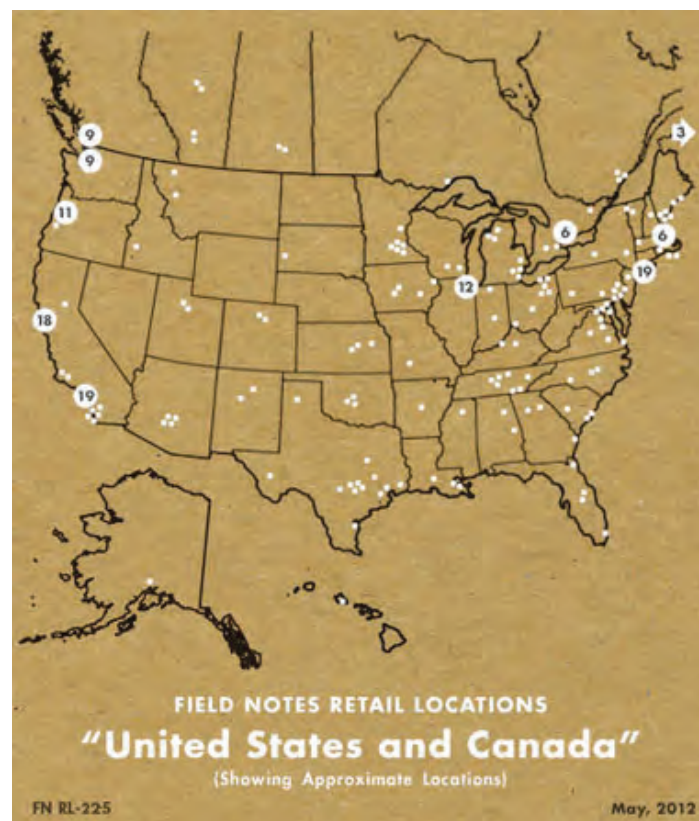 9
3
9
11
6
6
12
19
18
19
FIELD NOTES RETAIL LOCATIONS
“United States and Canada”
(Showing Approximate Locations)
FN RL-225
May, 2012